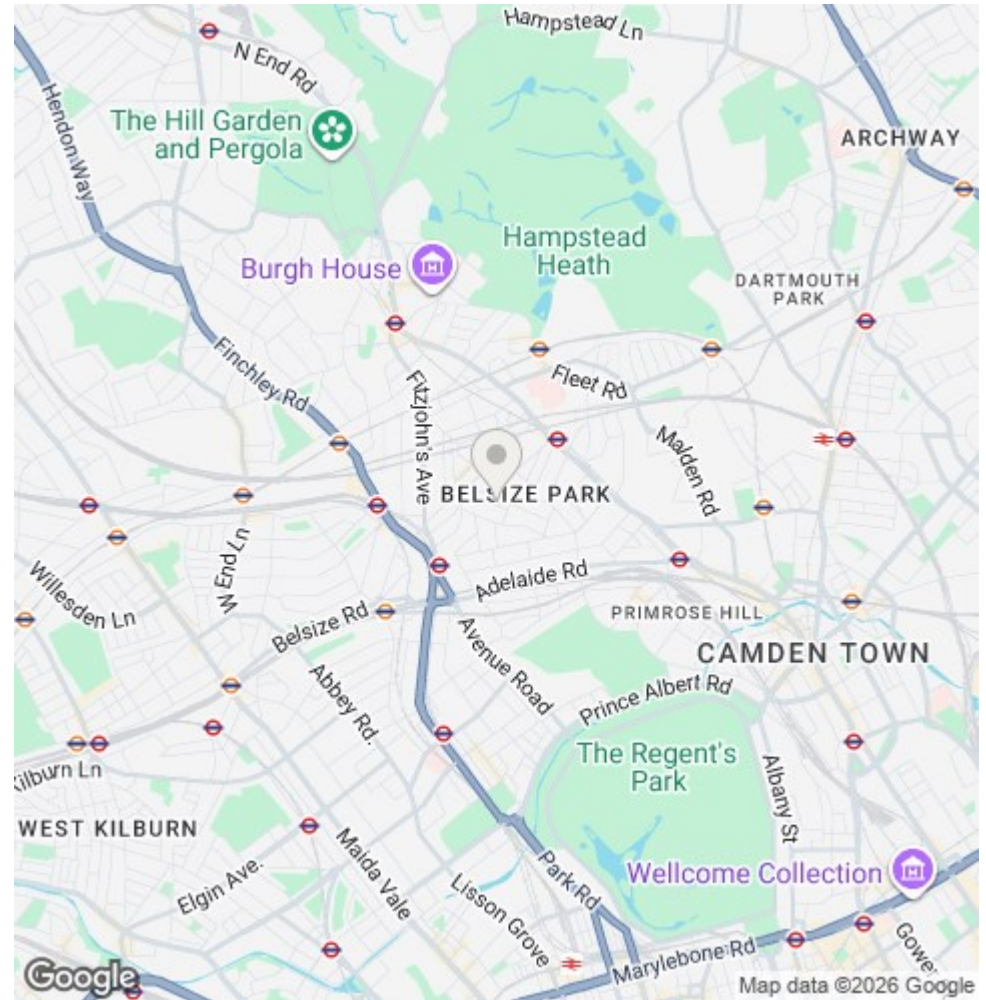 Hampstead Ln
N End Rd
The Hill Garden
and Pergola
Hendon Way
ARCHWAY
Hampstead
Heath
Burgh House
DARTMOUTH
PARK
Finchley Rd
Fitzjohn's Ave
Fleet Rd
Malden Rd
BELSIZE PARK
W End Ln
Willesden Ln
Adelaide Rd
Belsize Rd
PRIMROSE HILL
Avenue Road
CAMDEN TOWN
Abbey Rd.
Prince Albert Rd
The Regent's
Park
Albany St
Kilburn Ln
WEST KILBURN
Maida Vale
Elgin Ave.
Park Rd
Wellcome Collection
Lisson Grove
Marylebone Rd
Gower
Google
Map data ©2026 Google